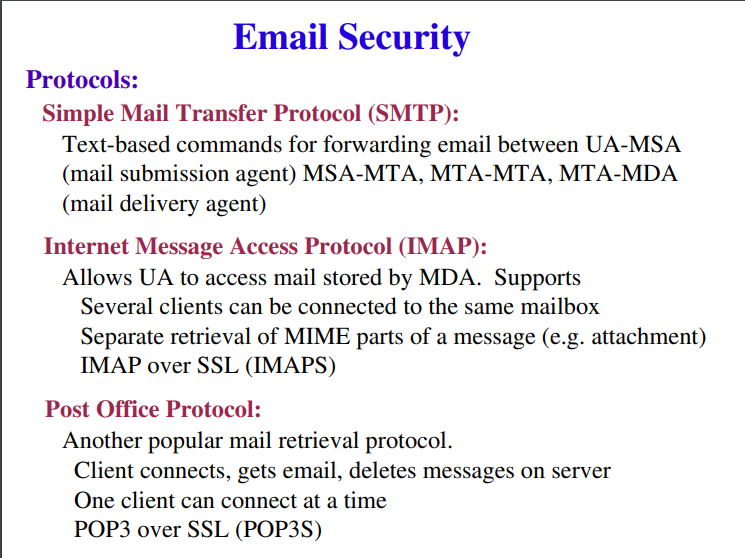 Email Security
Protocols:
Simple Mail Transfer Protocol (SMTP):
Text-based commands for forwarding email between UA-MSA
(mail submission agent) MSA-MTA, MTA-MTA, MTA-MDA
(mail delivery agent)
Internet Message Access Protocol (IMAP):
Allows UA to access mail stored by MDA. Supports
Several clients can be connected to the same mailbox
Separate retrieval of MIME parts of a message (e.g. attachment)
IMAP over SSL (IMAPS)
Post Office Protocol:
Another popular mail retrieval protocol.
Client connects, gets email, deletes messages on server
One client can connect at a time
POP3 over SSL (POP3S)